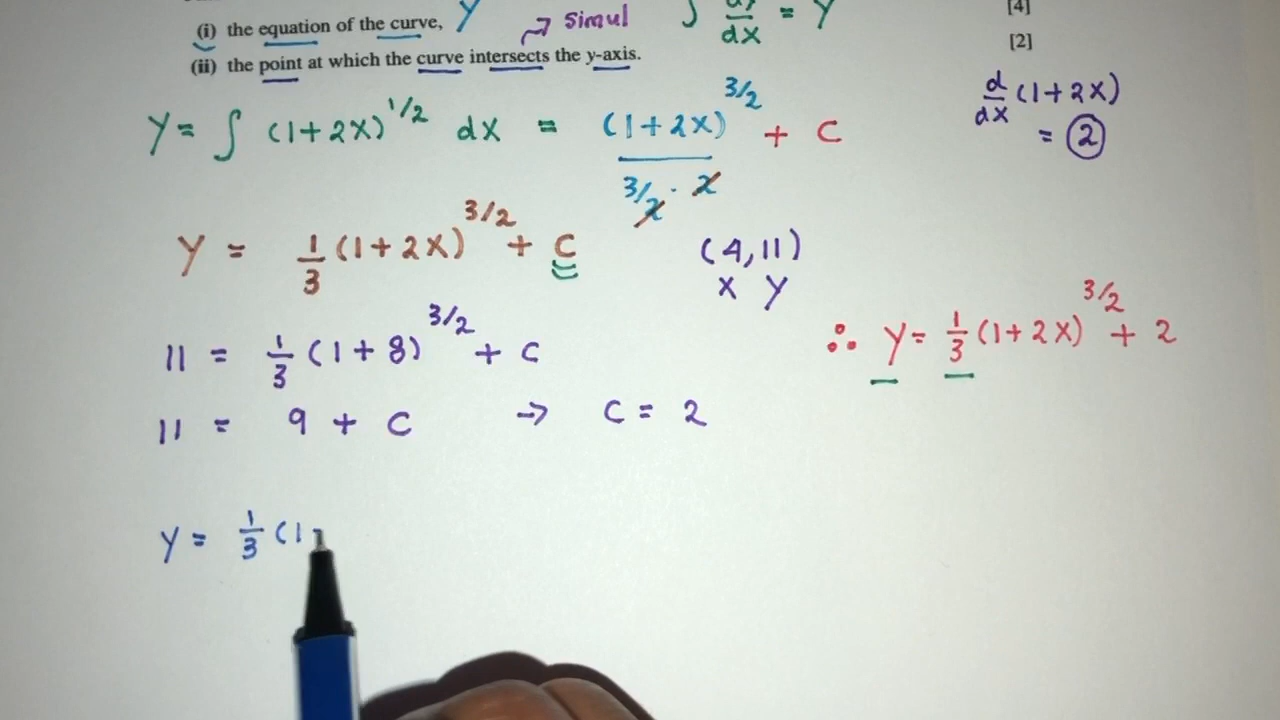 (i) the equation of the curve, Y → Simul ∫ dy/dx = Y [4]
(ii) the point at which the curve intersects the y-axis. [2]
Y = ∫ (1+2X)^1/2 dX = (1+2X)^3/2 / (3/2 · 2) + C
d/dX (1+2X)
= 2
Y = 1/3 (1+2X)^3/2 + C
(4,11)
X Y
11 = 1/3 (1+8)^3/2 + C
∴ Y = 1/3 (1+2X)^3/2 + 2
11 = 9 + C → C = 2
Y = 1/3 (1